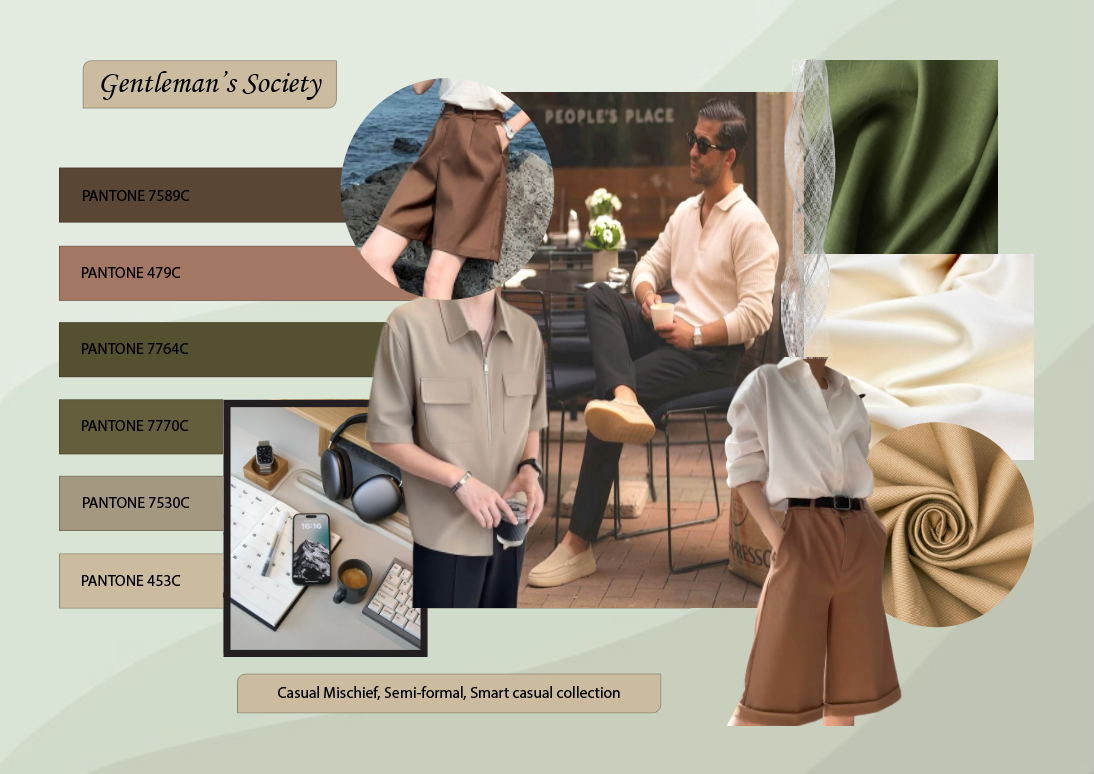 Gentleman's Society
PEOPLE'S PLACE
PANTONE 7589C
PANTONE 479C
PANTONE 7764C
PANTONE 7770C
PANTONE 7530C
PANTONE 453C
16:16
Casual Mischief, Semi-formal, Smart casual collection